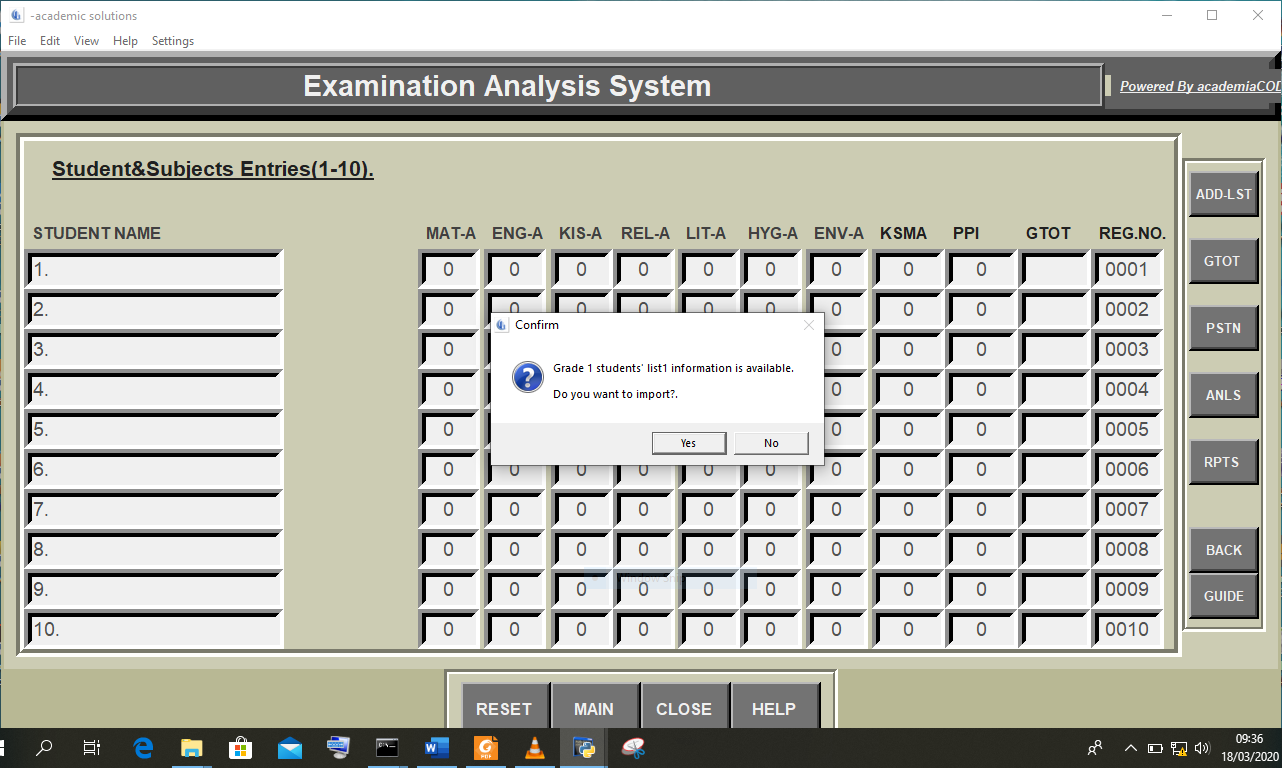 -academic solutions
File Edit View Help Settings
Examination Analysis System
Powered By academiaCOD
Student&Subjects Entries(1-10).
STUDENT NAME MAT-A ENG-A KIS-A REL-A LIT-A HYG-A ENV-A KSMA PPI GTOT REG.NO.
1. 0 0 0 0 0 0 0 0 0 0001
2. 0 0 0 0 0 0 0 0 0 0002
3. 0 0 0 0003
4. 0 0 0 0 0004
5. 0 0 0 0 0005
6. 0 0 0 0 0 0 0 0 0 0006
7. 0 0 0 0 0 0 0 0 0 0007
8. 0 0 0 0 0 0 0 0 0 0008
9. 0 0 0 0 0 0 0 0 0 0009
10. 0 0 0 0 0 0 0 0 0 0010
Confirm
Grade 1 students' list1 information is available.
Do you want to import?.
Yes No
ADD-LST
GTOT
PSTN
ANLS
RPTS
BACK
GUIDE
RESET MAIN CLOSE HELP
09:36
18/03/2020